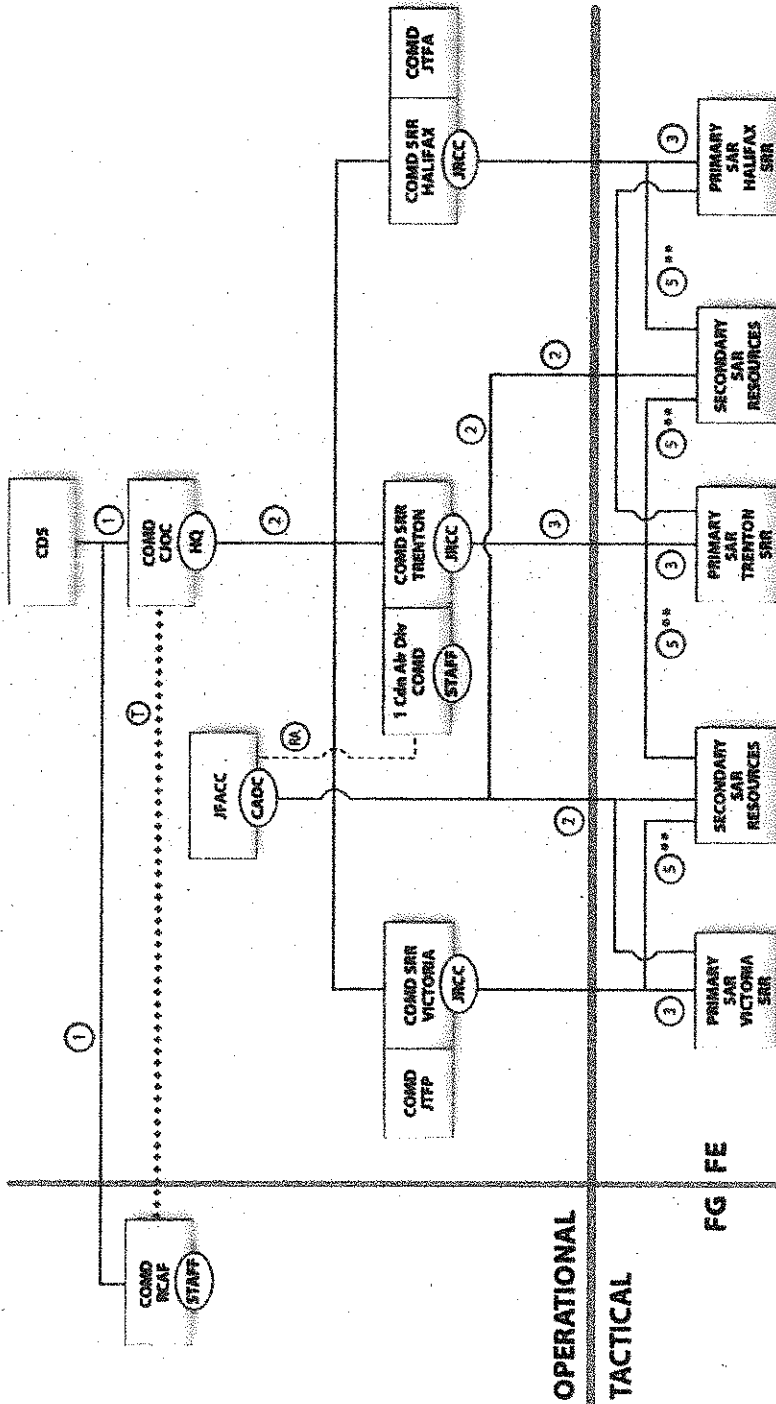 CDS
1
1
COMD
RCAF
STAFF
T
COMD
CJOC
HQ
2
JFACC
CAOC
RA
COMD
JTFP
COMD SRR
VICTORIA
JRCC
1 Cdn Air Div
COMD
STAFF
COMD SRR
TRENTON
JRCC
COMD SRR
HALIFAX
JRCC
COMD
JTFA
2
3
2
2
OPERATIONAL
TACTICAL
3
5**
5**
3
5**
5**
3
FG FE
PRIMARY
SAR
VICTORIA
SRR
SECONDARY
SAR
RESOURCES
PRIMARY
SAR
TRENTON
SRR
SECONDARY
SAR
RESOURCES
PRIMARY
SAR
HALIFAX
SRR